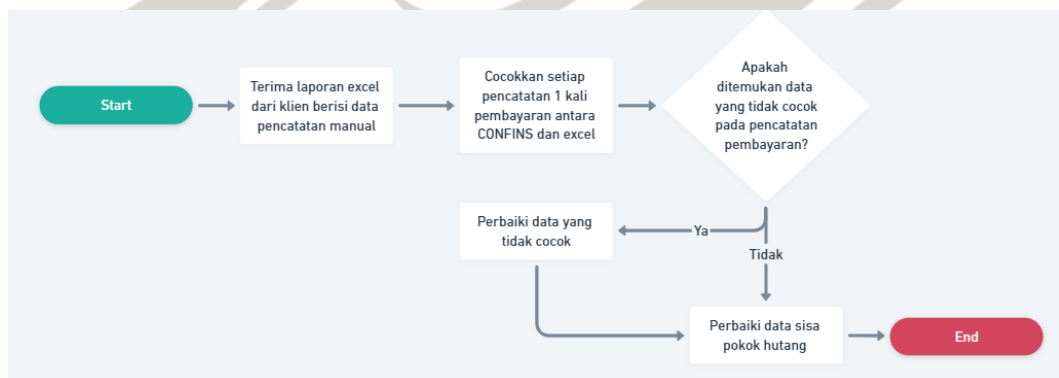 Start
Terima laporan excel
dari klien berisi data
pencatatan manual
Cocokkan setiap
pencatatan 1 kali
pembayaran antara
CONFINS dan excel
Apakah
ditemukan data
yang tidak cocok
pada pencatatan
pembayaran?
Ya
Tidak
Perbaiki data yang
tidak cocok
Perbaiki data sisa
pokok hutang
End